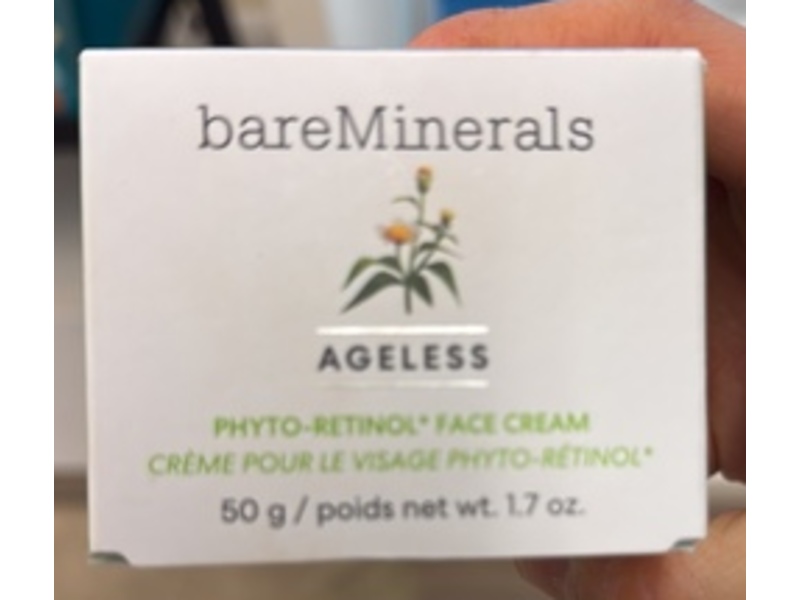 bareMinerals
AGELESS
PHYTO-RETINOL* FACE CREAM
CRÈME POUR LE VISAGE PHYTO-RÉTINOL*
50 g / poids net wt. 1.7 oz.